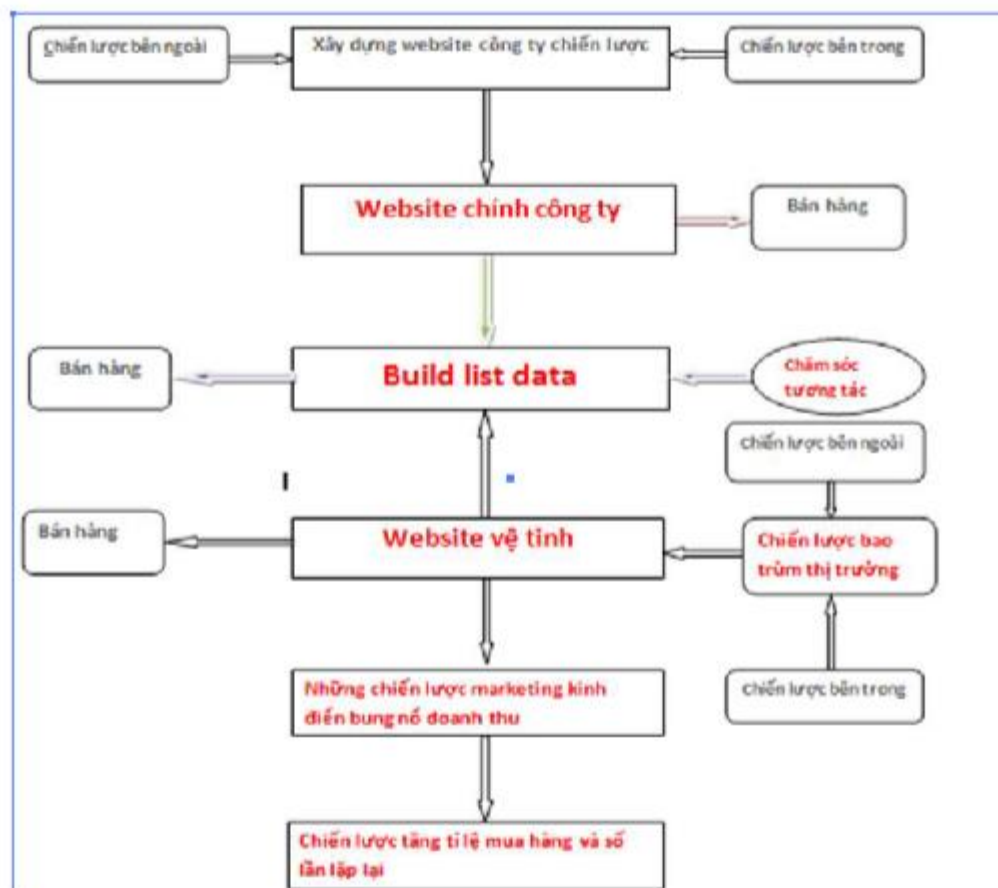 Chiến lược bên ngoài
Xây dựng website công ty chiến lược
Chiến lược bên trong
Website chính công ty
Bán hàng
Bán hàng
Build list data
Chăm sóc
tương tác
Chiến lược bên ngoài
Bán hàng
Website vệ tinh
Chiến lược bao
trùm thị trường
Những chiến lược marketing kinh
điển bung nổ doanh thu
Chiến lược bên trong
Chiến lược tăng tỉ lệ mua hàng và số
lần lặp lại